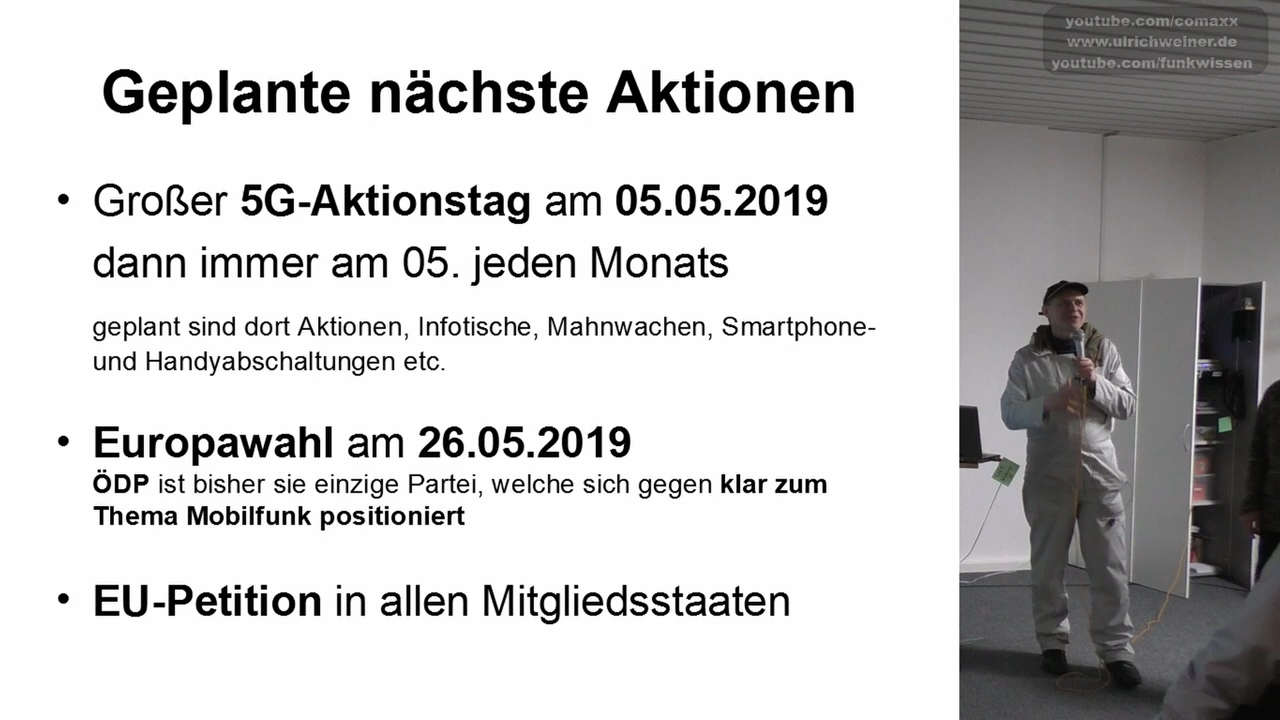 Geplante nächste Aktionen
• Großer 5G-Aktionstag am 05.05.2019
dann immer am 05. jeden Monats
geplant sind dort Aktionen, Infotische, Mahnwachen, Smartphone-
und Handyabschaltungen etc.
• Europawahl am 26.05.2019
ÖDP ist bisher sie einzige Partei, welche sich gegen klar zum
Thema Mobilfunk positioniert
• EU-Petition in allen Mitgliedsstaaten
youtube.com/comaxx
www.ulrichweiner.de
youtube.com/funkwissen